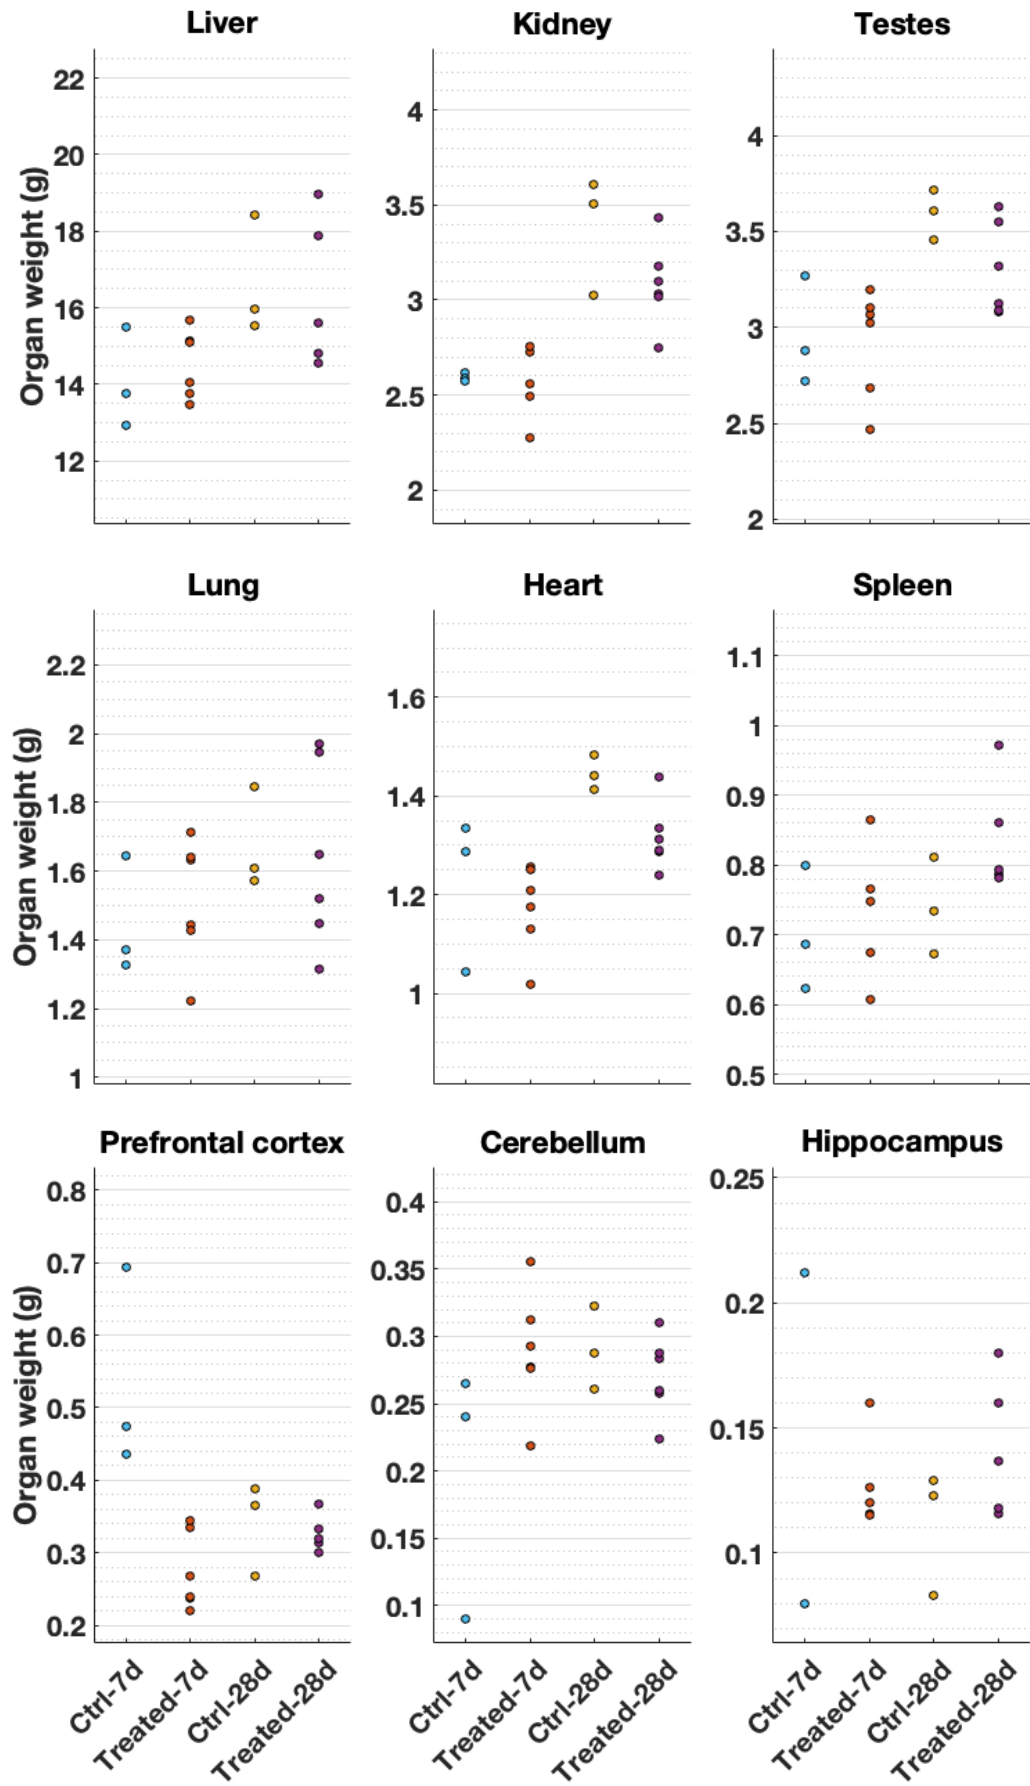 Liver
Kidney
Testes
Organ weight (g)
22
20
18
16
14
12
4
3.5
3
2.5
2
4
3.5
3
2.5
2
Lung
Heart
Spleen
Organ weight (g)
2.2
2
1.8
1.6
1.4
1.2
1
1.6
1.4
1.2
1
1.1
1
0.9
0.8
0.7
0.6
0.5
Prefrontal cortex
Cerebellum
Hippocampus
Organ weight (g)
0.8
0.7
0.6
0.5
0.4
0.3
0.2
0.4
0.35
0.3
0.25
0.2
0.15
0.1
0.25
0.2
0.15
0.1
Ctrl-7d
Treated-7d
Ctrl-28d
Treated-28d
Ctrl-7d
Treated-7d
Ctrl-28d
Treated-28d
Ctrl-7d
Treated-7d
Ctrl-28d
Treated-28d